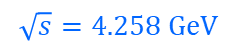 √s = 4.258 GeV